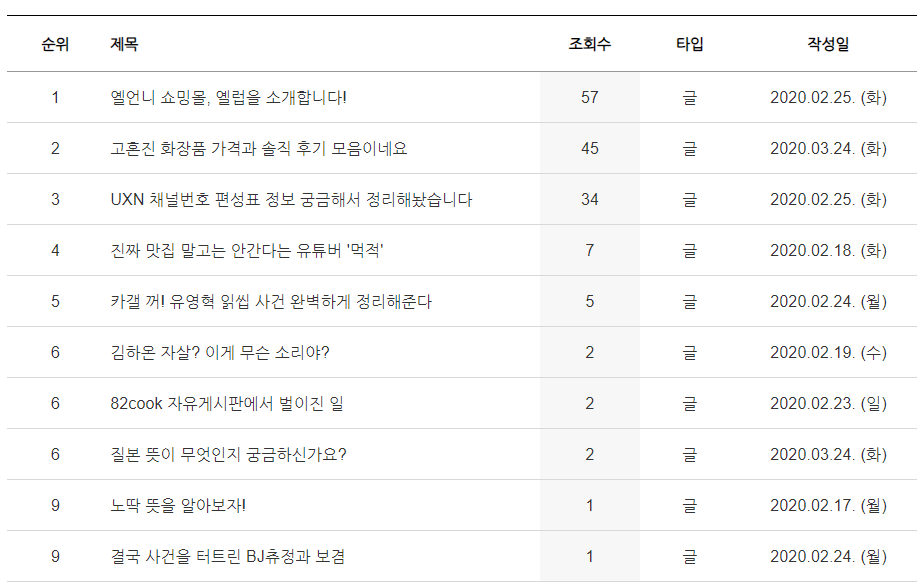 순위 제목 조회수 타입 작성일
1 옐언니 쇼밍몰, 옐럽을 소개합니다! 57 글 2020.02.25. (화)
2 고혼진 화장품 가격과 솔직 후기 모음이네요 45 글 2020.03.24. (화)
3 UXN 채널번호 편성표 정보 궁금해서 정리해놨습니다 34 글 2020.02.25. (화)
4 진짜 맛집 말고는 안간다는 유튜버 '먹적' 7 글 2020.02.18. (화)
5 카갤 꺼! 유영혁 읽씹 사건 완벽하게 정리해준다 5 글 2020.02.24. (월)
6 김하온 자살? 이게 무슨 소리야? 2 글 2020.02.19. (수)
6 82cook 자유게시판에서 벌이진 일 2 글 2020.02.23. (일)
6 질본 뜻이 무엇인지 궁금하신가요? 2 글 2020.03.24. (화)
9 노딱 뜻을 알아보자! 1 글 2020.02.17. (월)
9 결국 사건을 터트린 BJ츄정과 보겸 1 글 2020.02.24. (월)